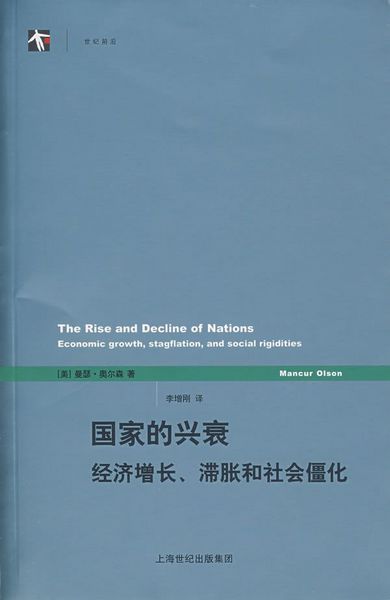 世纪前沿
The Rise and Decline of Nations
Economic growth, stagflation, and social rigidities
[美] 曼瑟·奥尔森 著
Mancur Olson
李增刚 译
国家的兴衰
经济增长、滞胀和社会僵化
上海世纪出版集团